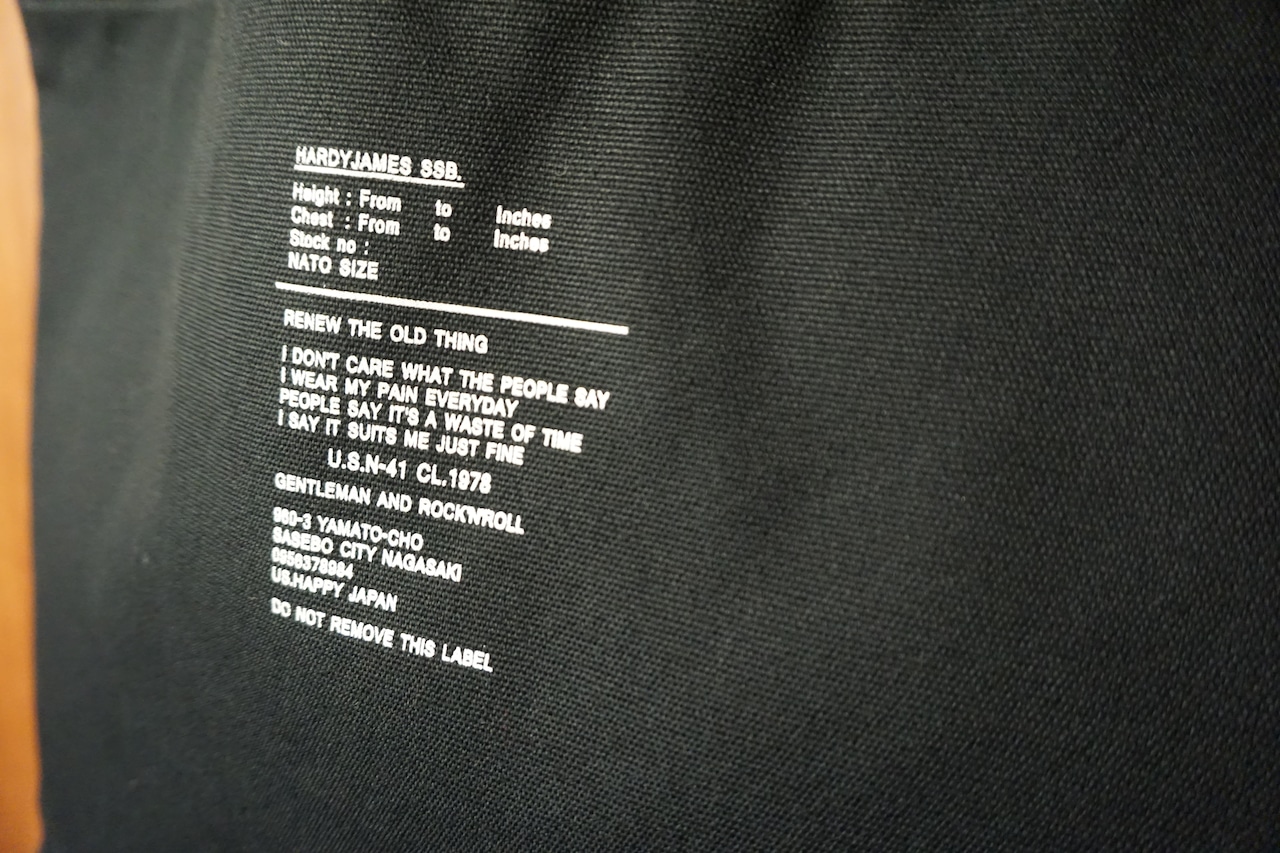 HARDYJAMES SSB.
Height : From to Inches
Chest : From to Inches
Stock no :
NATO SIZE
RENEW THE OLD THING
I DON'T CARE WHAT THE PEOPLE SAY
I WEAR MY PAIN EVERYDAY
PEOPLE SAY IT'S A WASTE OF TIME
I SAY IT SUITS ME JUST FINE
U.S.N-41 CL.1978
GENTLEMAN AND ROCK'N'ROLL
YAMATO-CHO
SASEBO CITY NAGASAKI
0956378984
US.HAPPY JAPAN
DO NOT REMOVE THIS LABEL